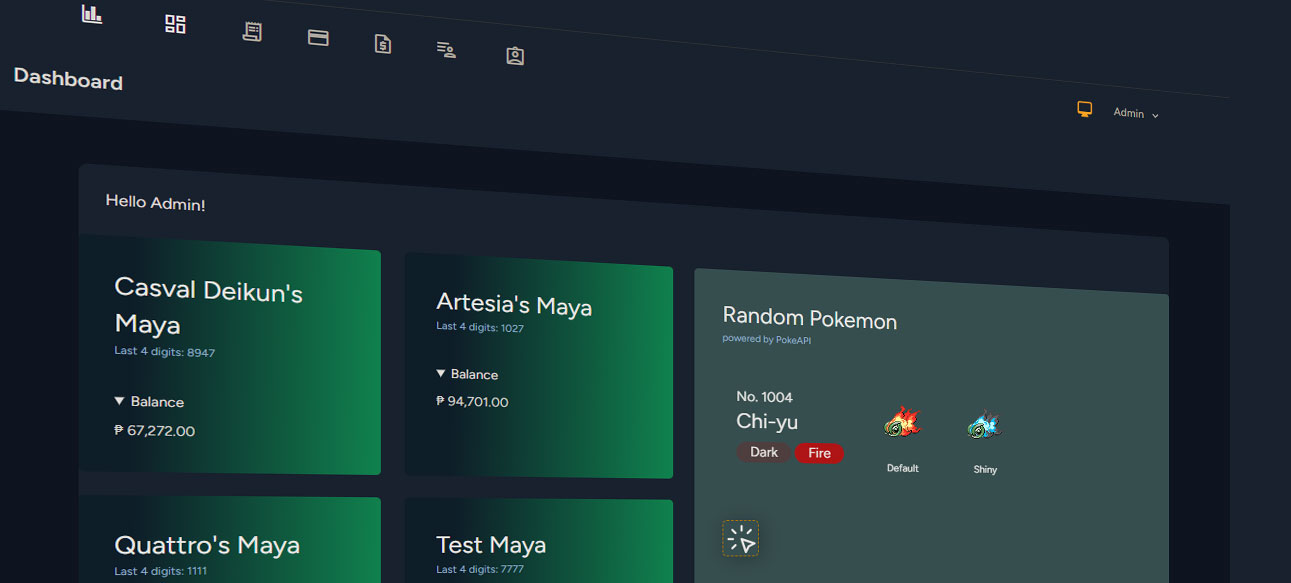 Dashboard
Admin
Hello Admin!
Casval Deikun's
Maya
Last 4 digits: 8947
▼ Balance
₱ 67,272.00
Artesia's Maya
Last 4 digits: 1027
▼ Balance
₱ 94,701.00
Random Pokemon
powered by PokeAPI
No. 1004
Chi-yu
Dark
Fire
Default
Shiny
Quattro's Maya
Last 4 digits: 1111
Test Maya
Last 4 digits: 7777